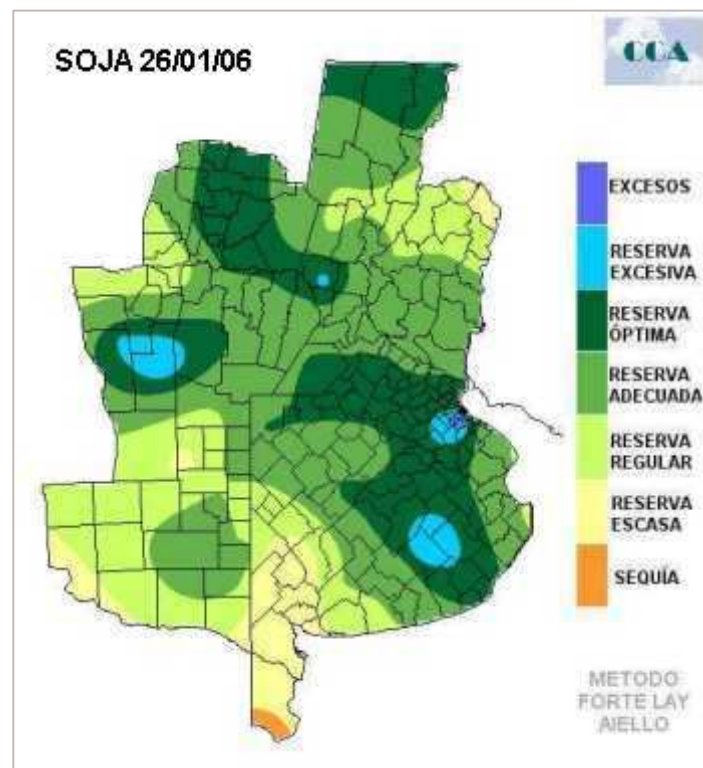 SOJA 26/01/06
CCA
EXCESOS
RESERVA
EXCESIVA
RESERVA
ÓPTIMA
RESERVA
ADECUADA
RESERVA
REGULAR
RESERVA
ESCASA
SEQUÍA
METODO
FORTE LAY
AIELLO